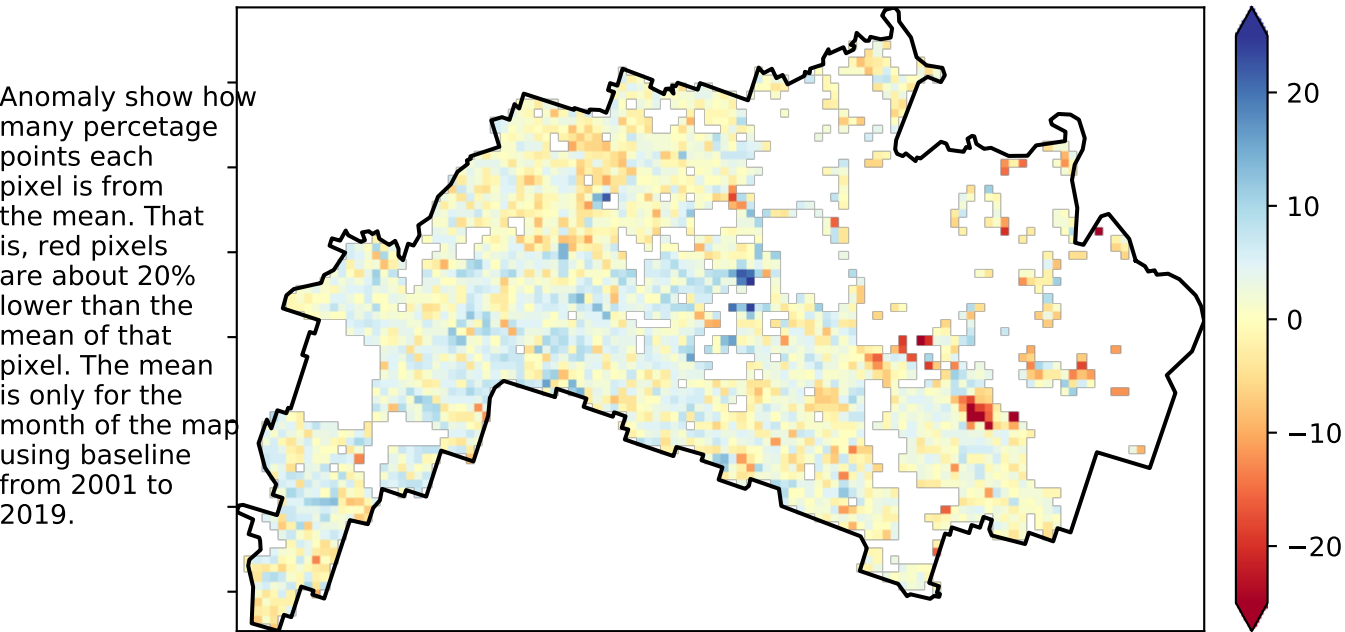 Anomaly show how
many percetage
points each
pixel is from
the mean. That
is, red pixels
are about 20%
lower than the
mean of that
pixel. The mean
is only for the
month of the map
using baseline
from 2001 to
2019.
20
10
0
−10
−20